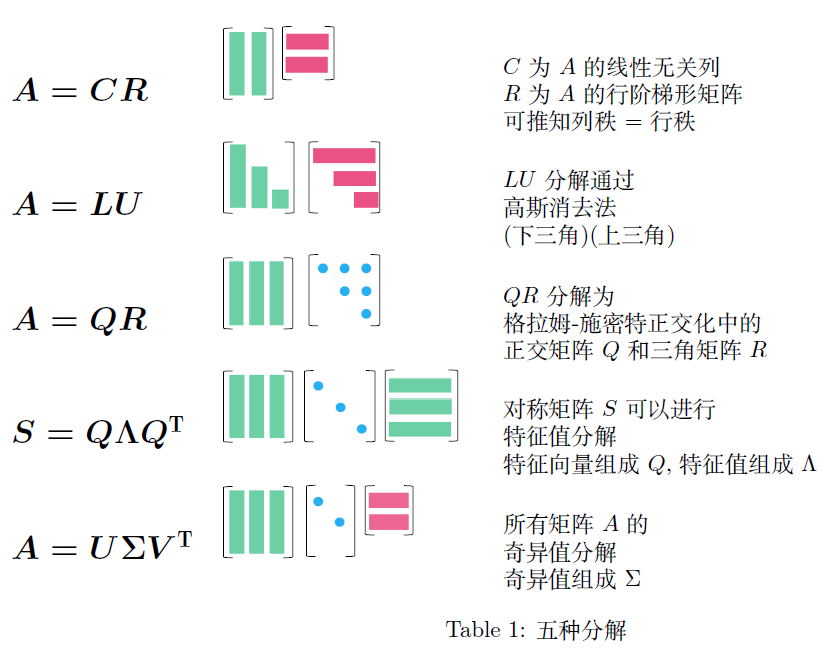 A = CR
C 为 A 的线性无关列
R 为 A 的行阶梯形矩阵
可推知列秩 = 行秩
A = LU
LU 分解通过
高斯消去法
(下三角)(上三角)
A = QR
QR 分解为
格拉姆-施密特正交化中的
正交矩阵 Q 和三角矩阵 R
S = QΛQᵀ
对称矩阵 S 可以进行
特征值分解
特征向量组成 Q, 特征值组成 Λ
A = UΣVᵀ
所有矩阵 A 的
奇异值分解
奇异值组成 Σ
Table 1: 五种分解